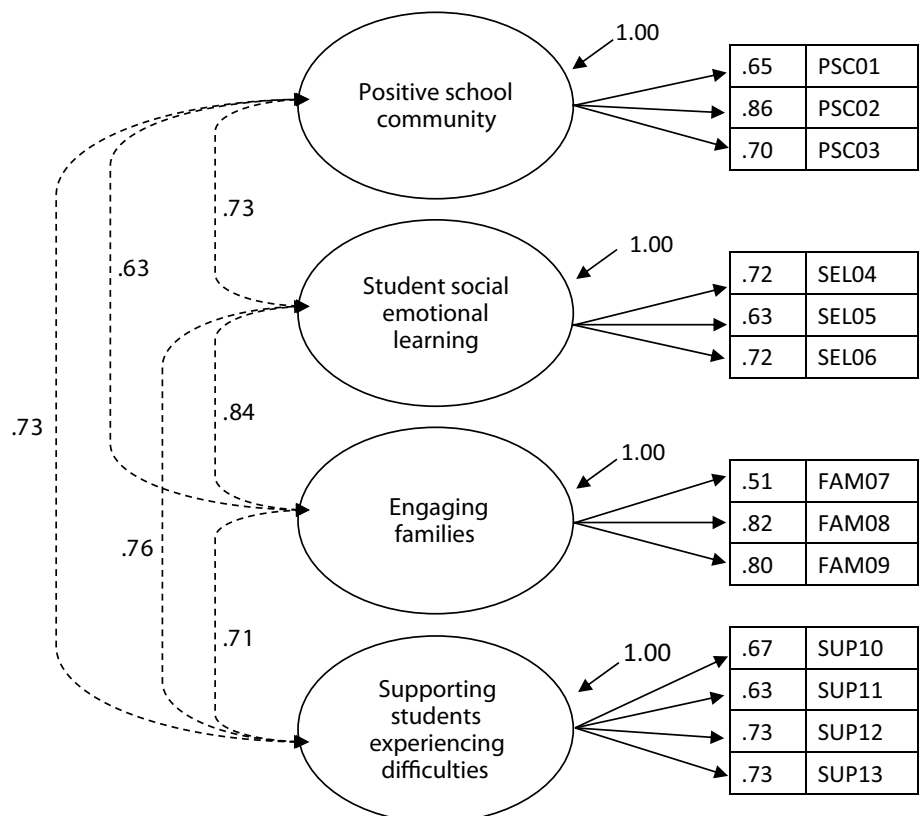 1.00
Positive school
community
.65 PSC01
.86 PSC02
.70 PSC03
.73
.63
1.00
Student social
emotional
learning
.72 SEL04
.63 SEL05
.72 SEL06
.73
.84
1.00
Engaging
families
.51 FAM07
.82 FAM08
.80 FAM09
.76
.71
1.00
Supporting
students
experiencing
difficulties
.67 SUP10
.63 SUP11
.73 SUP12
.73 SUP13